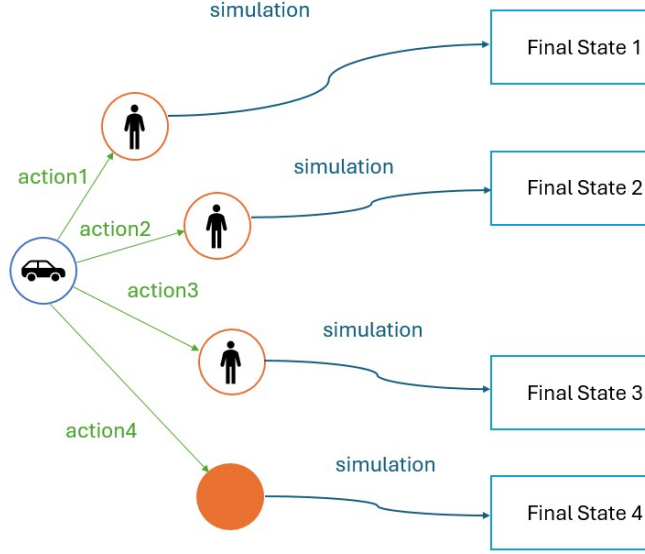 simulation
Final State 1
action1
simulation
Final State 2
action2
action3
simulation
Final State 3
action4
simulation
Final State 4